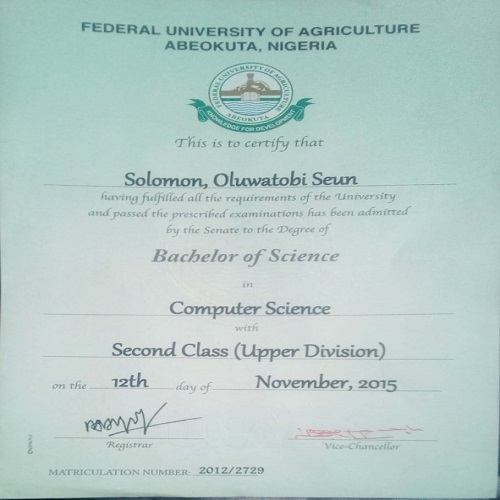 FEDERAL UNIVERSITY OF AGRICULTURE
ABEOKUTA, NIGERIA
FEDERAL UNIVERSITY OF AGRICULTURE
ABEOKUTA
KNOWLEDGE FOR DEVELOPMENT
This is to certify that
Solomon, Oluwatobi Seun
having fulfilled all the requirements of the University
and passed the prescribed examinations has been admitted
by the Senate to the Degree of
Bachelor of Science
in
Computer Science
with
Second Class (Upper Division)
on the 12th day of November, 2015
Registrar
Vice-Chancellor
MATRICULATION NUMBER: 2012/2729